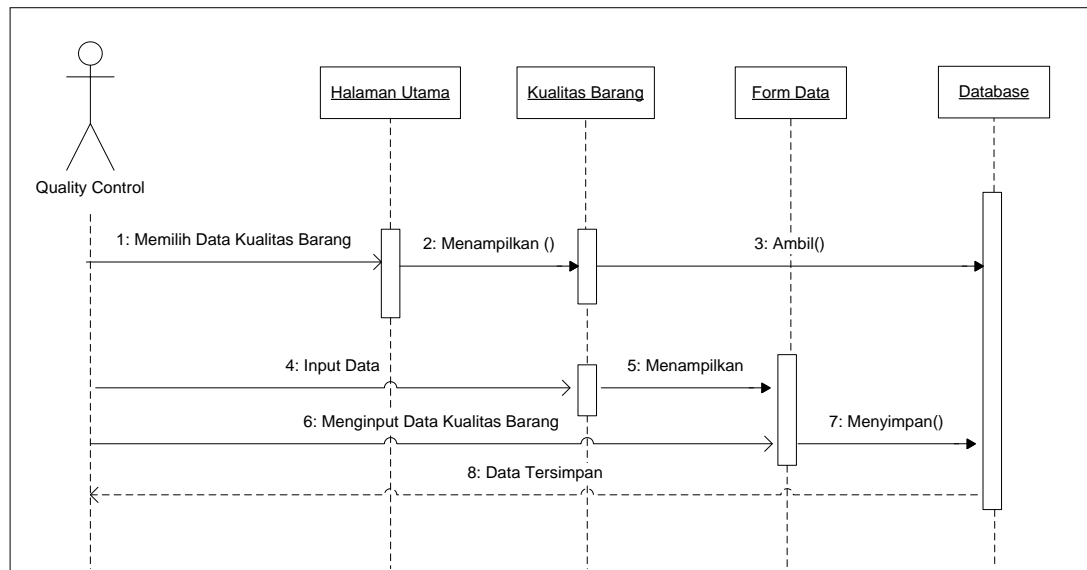 Halaman Utama
Kualitas Barang
Form Data
Database
Quality Control
1: Memilih Data Kualitas Barang
2: Menampilkan ()
3: Ambil()
4: Input Data
5: Menampilkan
6: Menginput Data Kualitas Barang
7: Menyimpan()
8: Data Tersimpan